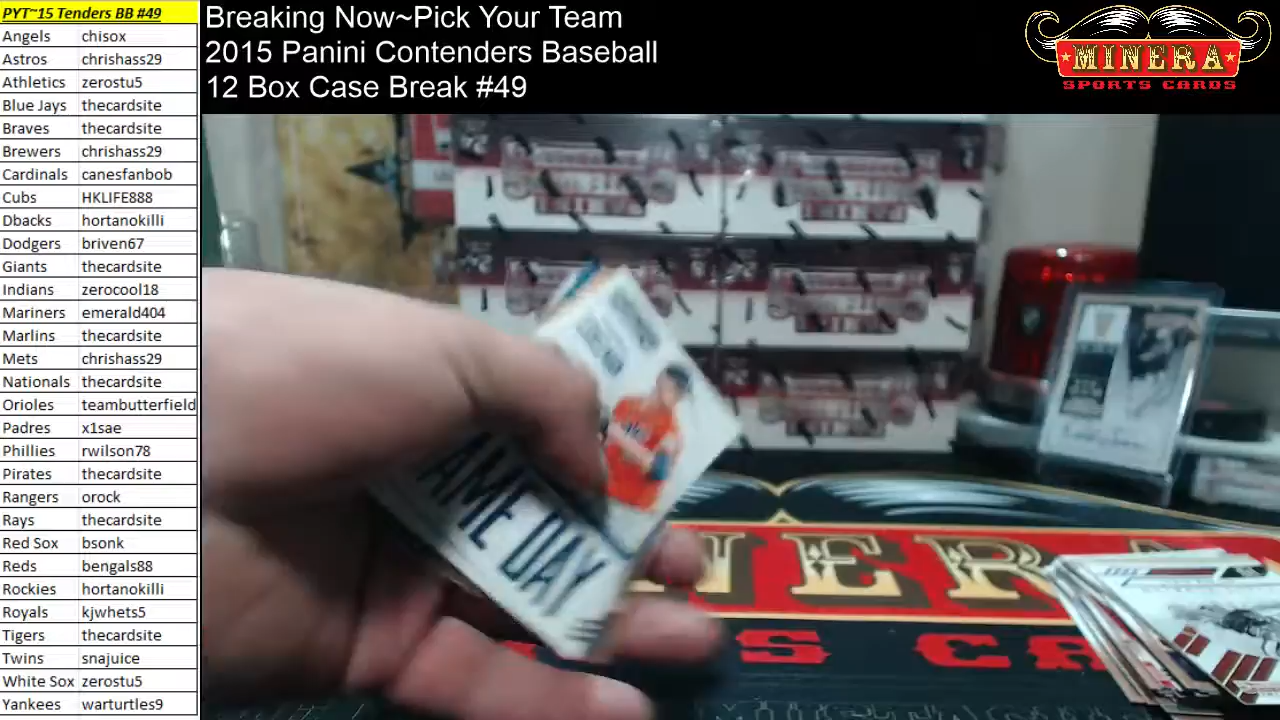 PYT~15 Tenders BB #49
Angels chisox
Astros chrishass29
Athletics zerostu5
Blue Jays thecardsite
Braves thecardsite
Brewers chrishass29
Cardinals canesfanbob
Cubs HKLIFE888
Dbacks hortanokilli
Dodgers briven67
Giants thecardsite
Indians zerocool18
Mariners emerald404
Marlins thecardsite
Mets chrishass29
Nationals thecardsite
Orioles teambutterfield
Padres x1sae
Phillies rwilson78
Pirates thecardsite
Rangers orock
Rays thecardsite
Red Sox bsonk
Reds bengals88
Rockies hortanokilli
Royals kjwhets5
Tigers thecardsite
Twins snajuice
White Sox zerostu5
Yankees warturtles9
Breaking Now~Pick Your Team
2015 Panini Contenders Baseball
12 Box Case Break #49
MINERA
SPORTS CARDS
AME DAY
NER
S CA